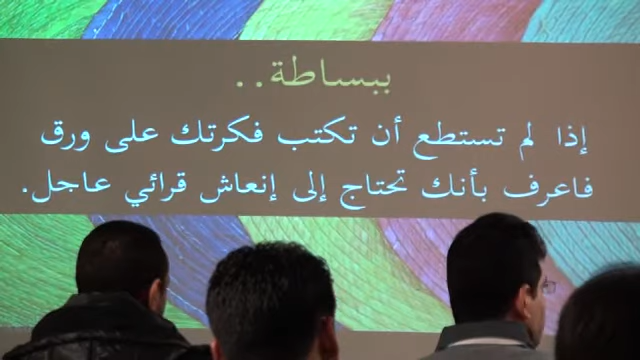 ببساطة..
إذا لم تستطع أن تكتب فكرتك على ورق
فاعرف بأنك تحتاج إلى إنعاش قرائي عاجل.